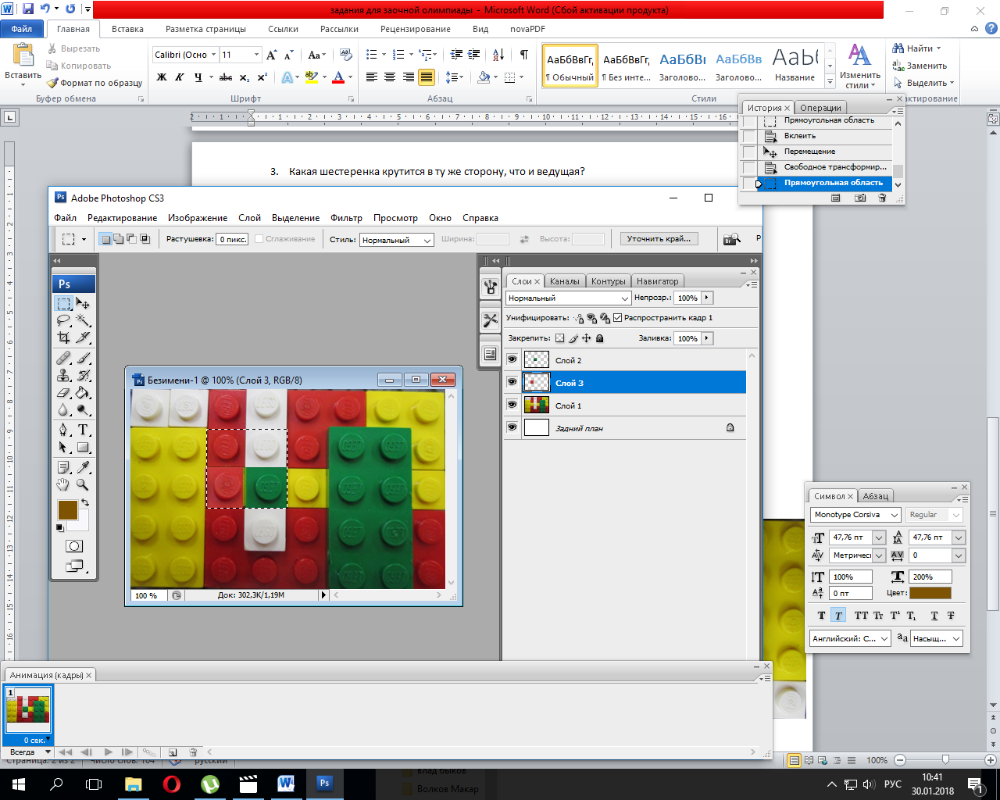 задания для заочной олимпиады - Microsoft Word (Сбой активации продукта)
Файл Главная Вставка Разметка страницы Ссылки Рассылки Рецензирование Вид novaPDF
Вставить
Вырезать
Копировать
Формат по образцу
Буфер обмена
Calibri (Осно 11
Шрифт
Абзац
АаБбВвГг,
¶ Обычный
АаБбВвГг,
¶ Без инте...
АаБбВі
Заголово...
АаБбВв
Заголово...
АаБ
Название
Стили
Изменить стили
Найти
Заменить
Выделить
3. Какая шестеренка крутится в ту же сторону, что и ведущая?
История Операции
Прямоугольная область
Вклеить
Перемещение
Свободное трансформир...
Прямоугольная область
Adobe Photoshop CS3
Файл Редактирование Изображение Слой Выделение Фильтр Просмотр Окно Справка
Растушевка: 0 пикс. Сглаживание Стиль: Нормальный Ширина: Высота: Уточнить край...
Ps
Слои Каналы Контуры Навигатор
Нормальный Непрозр.: 100%
Унифицировать: Распространить кадр 1
Закрепить: Заливка: 100%
Слой 2
Слой 3
Слой 1
Задний план
Безимени-1 @ 100% (Слой 3, RGB/8)
100 % Док: 302,3K/1,19M
Символ Абзац
Monotype Corsiva Regular
47,76 пт 47,76 пт
Метричес 0
100% 200%
0 пт Цвет:
Английский: С... Насыщ...
Анимация (кадры)
1
0 сек.
Всегда
Страница: 2 из 2 Число слов: 104 русский
100%
влад быков
Волков Макар
РУС
10:41
30.01.2018